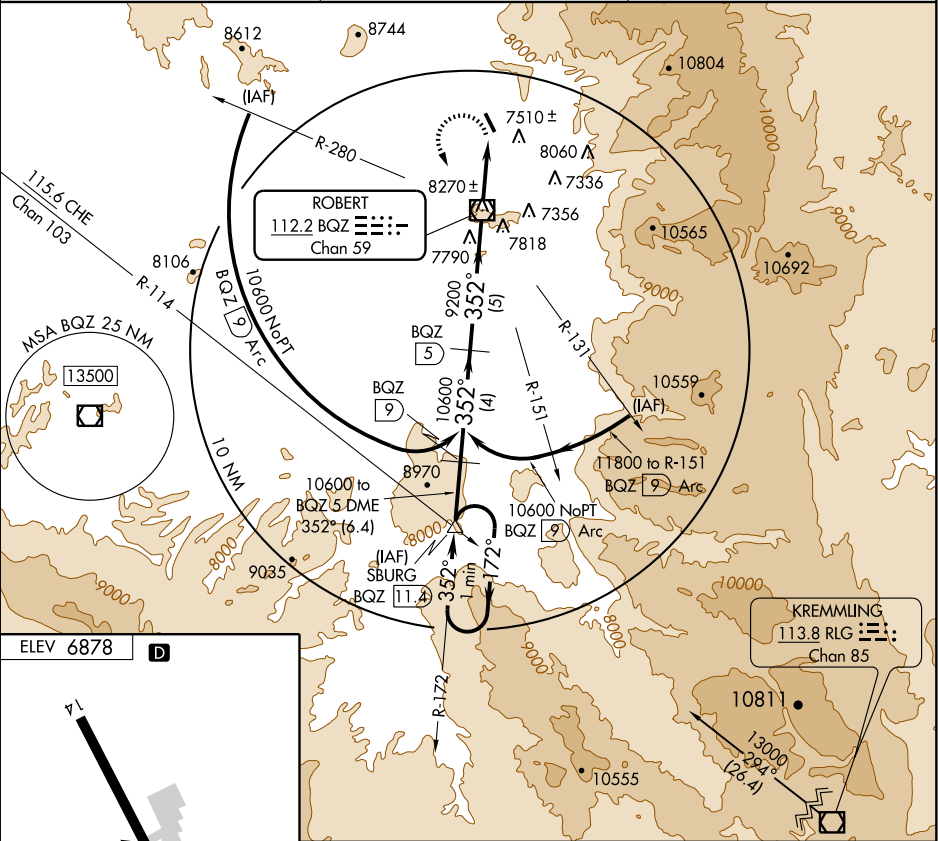 8612
8744
8000
10804
(IAF)
10000
R-280
7510 ±
8060
7336
8270 ±
7356
7818
7790
ROBERT
112.2 BQZ
Chan 59
115.6 CHE
Chan 103
R-114
8106
10600 NoPT
BQZ 9 Arc
10565
10692
9000
9000
9200
352°
(5)
R-131
MSA BQZ 25 NM
13500
BQZ
5
BQZ
9
10600
352°
(4)
R-151
10559
(IAF)
10 NM
8970
10600 to
BQZ 5 DME
352° (6.4)
11800 to R-151
BQZ 9 Arc
10600 NoPT
BQZ 9 Arc
8000
8000
9035
9000
(IAF)
SBURG
BQZ 11.4
352°
1 min
172°
8000
9000
10000
R-172
KREMMLING
113.8 RLG
Chan 85
10811
13000
294°
(26.4)
10555
ELEV 6878
D
14